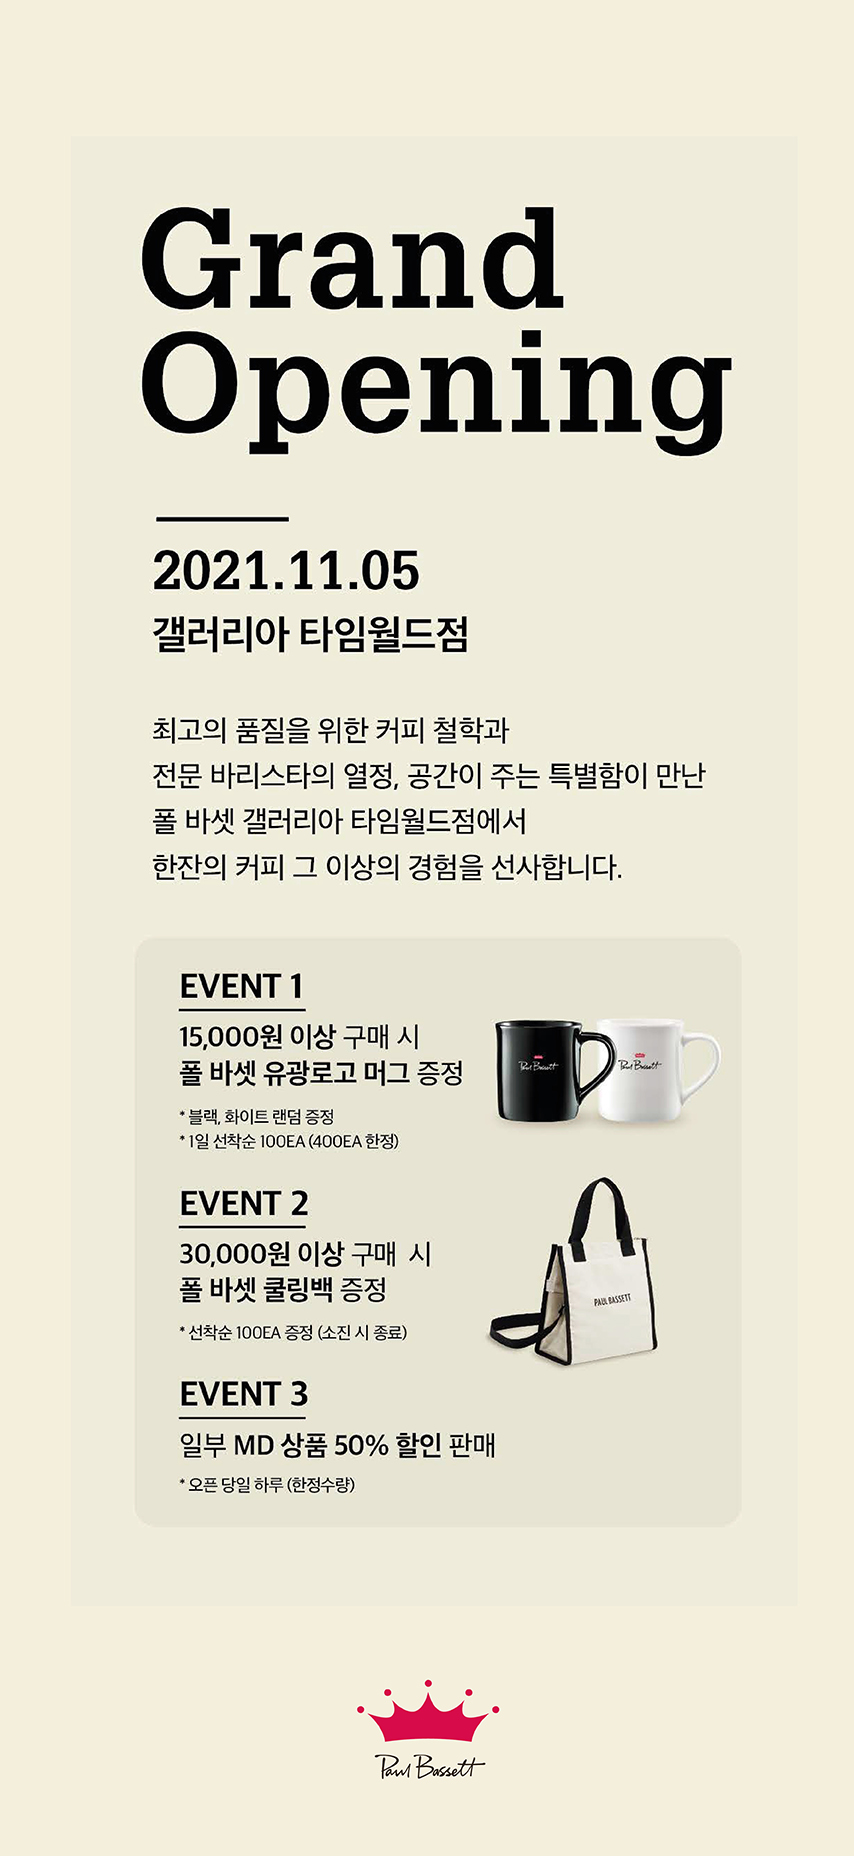 Grand
Opening
2021.11.05
갤러리아 타임월드점
최고의 품질을 위한 커피 철학과
전문 바리스타의 열정, 공간이 주는 특별함이 만난
폴 바셋 갤러리아 타임월드점에서
한잔의 커피 그 이상의 경험을 선사합니다.
EVENT 1
15,000원 이상 구매 시
폴 바셋 유광로고 머그 증정
* 블랙, 화이트 랜덤 증정
* 1일 선착순 100EA (400EA 한정)
Paul Bassett
Paul Bassett
EVENT 2
30,000원 이상 구매 시
폴 바셋 쿨링백 증정
* 선착순 100EA 증정 (소진 시 종료)
PAUL BASSETT
EVENT 3
일부 MD 상품 50% 할인 판매
* 오픈 당일 하루 (한정수량)
Paul Bassett